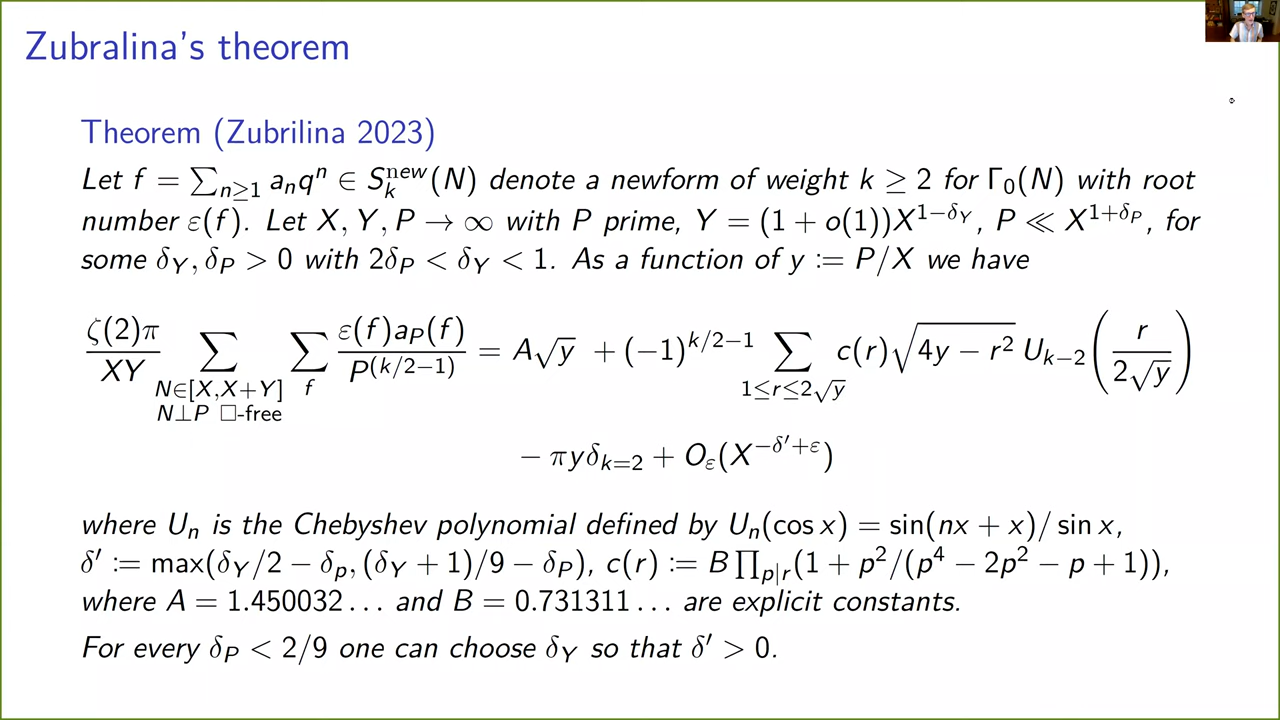 Zubralina's theorem
Theorem (Zubrilina 2023)
Let f = ∑_{n≥1} a_n q^n ∈ S_k^{new}(N) denote a newform of weight k ≥ 2 for Γ_0(N) with root
number ε(f). Let X, Y, P → ∞ with P prime, Y = (1 + o(1))X^{1−δ_Y}, P ≪ X^{1+δ_P}, for
some δ_Y, δ_P > 0 with 2δ_P < δ_Y < 1. As a function of y := P/X we have
ζ(2)π/XY ∑_{N∈[X,X+Y] N⊥P □-free} ∑_f ε(f)a_P(f)/P^{(k/2−1)} = A√y + (−1)^{k/2−1} ∑_{1≤r≤2√y} c(r)√(4y − r^2) U_{k−2}(r/2√y)
− πyδ_{k=2} + O_ε(X^{−δ′+ε})
where U_n is the Chebyshev polynomial defined by U_n(cos x) = sin(nx + x)/ sin x,
δ′ := max(δ_Y/2 − δ_p, (δ_Y + 1)/9 − δ_P), c(r) := B ∏_{p|r}(1 + p^2/(p^4 − 2p^2 − p + 1)),
where A = 1.450032... and B = 0.731311... are explicit constants.
For every δ_P < 2/9 one can choose δ_Y so that δ′ > 0.